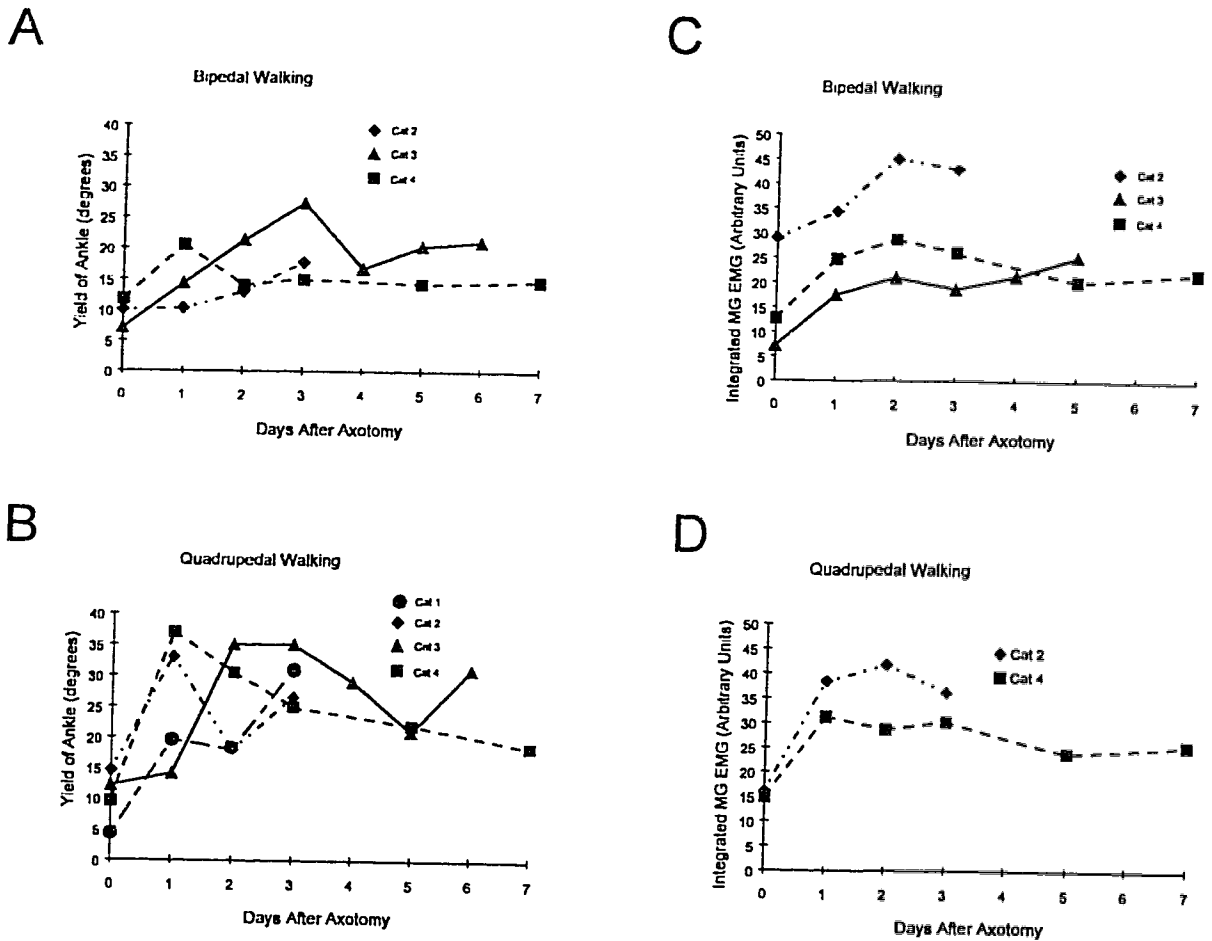 A
Bipedal Walking
Yield of Ankle (degrees)
40
35
30
25
20
15
10
5
0
Cat 2
Cat 3
Cat 4
0 1 2 3 4 5 6 7
Days After Axotomy
C
Bipedal Walking
Integrated MG EMG (Arbitrary Units)
50
45
40
35
30
25
20
15
10
5
0
Cat 2
Cat 3
Cat 4
0 1 2 3 4 5 6 7
Days After Axotomy
B
Quadrupedal Walking
Yield of Ankle (degrees)
40
35
30
25
20
15
10
5
0
Cat 1
Cat 2
Cat 3
Cat 4
0 1 2 3 4 5 6 7
Days After Axotomy
D
Quadrupedal Walking
Integrated MG EMG (Arbitrary Units)
50
45
40
35
30
25
20
15
10
5
0
Cat 2
Cat 4
0 1 2 3 4 5 6 7
Days After Axotomy